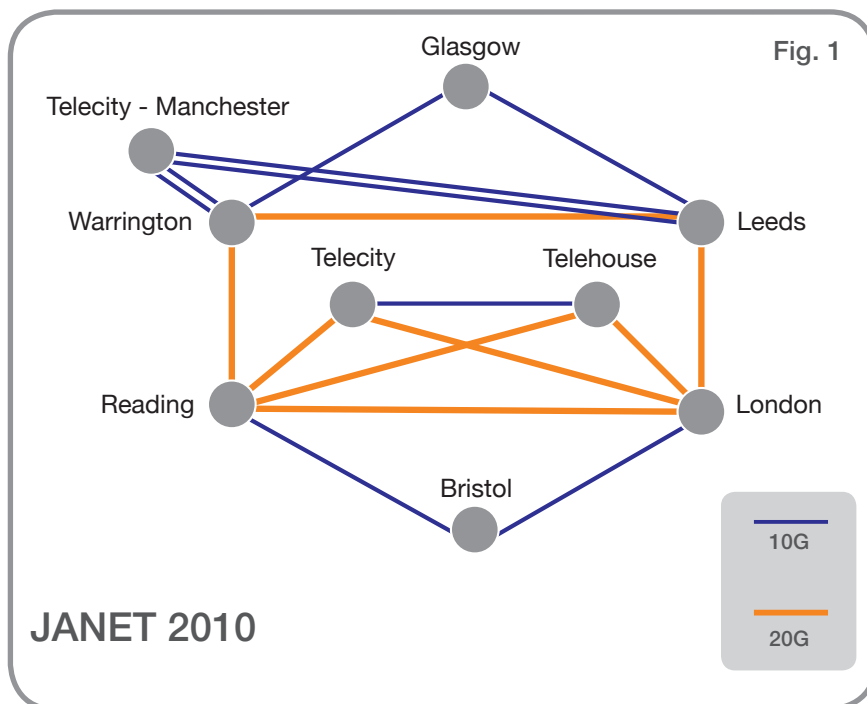 Glasgow
Fig. 1
Telecity - Manchester
Warrington
Leeds
Telecity
Telehouse
Reading
London
Bristol
10G
JANET 2010
20G